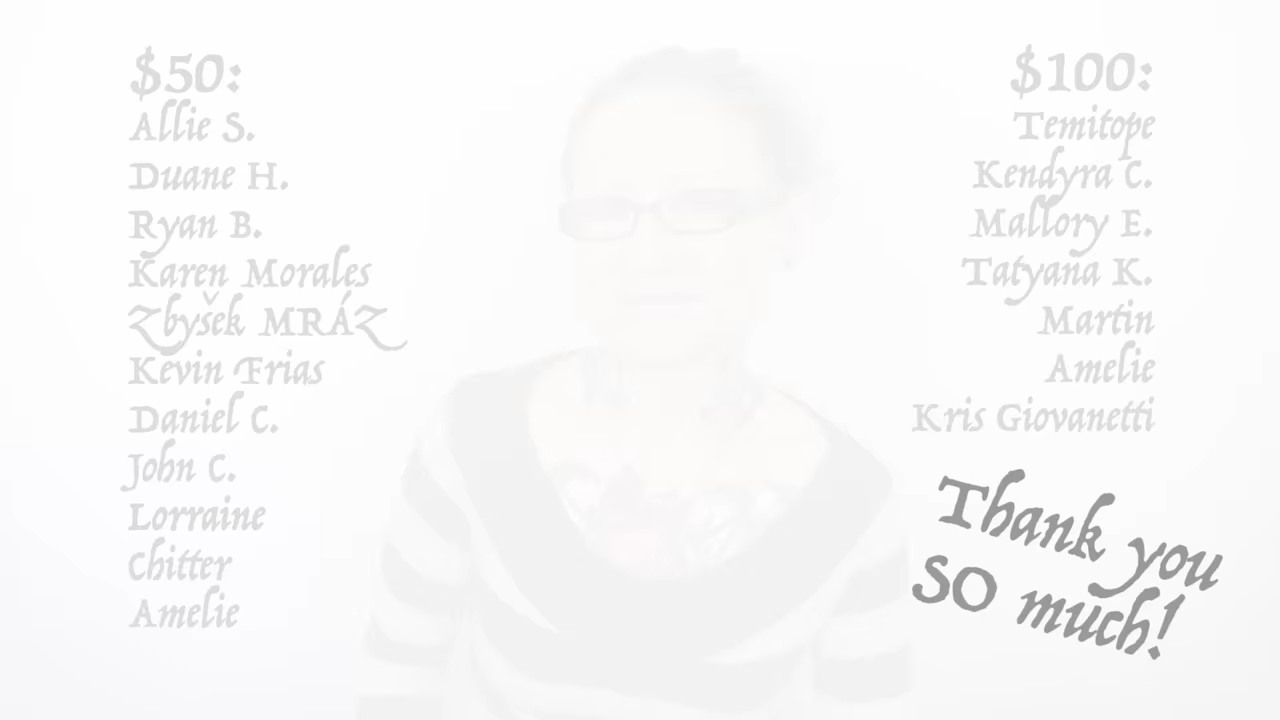 $50:
Allie S.
Duane H.
Ryan B.
Karen Morales
Zbyšek MRÁZ
Kevin Frias
Daniel C.
John C.
Lorraine
Chitter
Amelie
$100:
Temitope
Kendyra C.
Mallory E.
Tatyana K.
Martin
Amelie
Kris Giovanetti
Thank you
SO much!